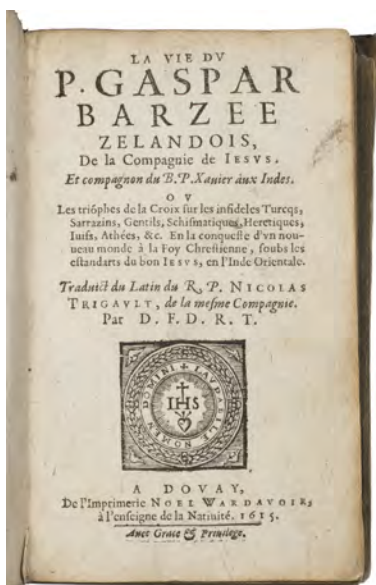 LA VIE DV
P. GASPAR
BARZEE
ZELANDOIS,
De la Compagnie de IESVS.
Et compagnon du B. P. Xauier aux Indes.
OV
Les triõphes de la Croix sur les infideles Turcqs,
Sarrazins, Gentils, Schismatiques, Heretiques,
Iuifs, Athées, &c. En la conqueste d'vn nou-
ueau monde à la Foy Chrestienne, soubs les
estandarts du bon IESVS, en l'Inde Orientale.
Traduict du Latin du R. P. NICOLAS
TRIGAVLT, de la mesme Compagnie.
Par D. F. D. R. T.
LAVDABILE NOMEN DOMINI
IHS
A DOVAY,
De l'Imprimerie NOEL WARDAVOIR,
à l'enseigne de la Natiuité. 1615.
Auec Grace & Priuilege.